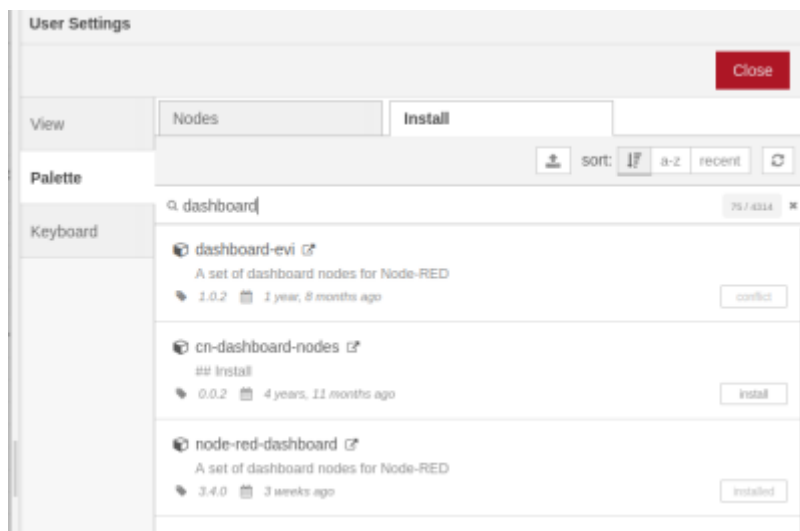 User Settings
Close
View
Nodes
Install
sort:
a-z
recent
Palette
dashboard
75 / 4314
Keyboard
dashboard-evi
A set of dashboard nodes for Node-RED
1.0.2
1 year, 8 months ago
conflict
cn-dashboard-nodes
## Install
0.0.2
4 years, 11 months ago
install
node-red-dashboard
A set of dashboard nodes for Node-RED
3.4.0
3 weeks ago
installed